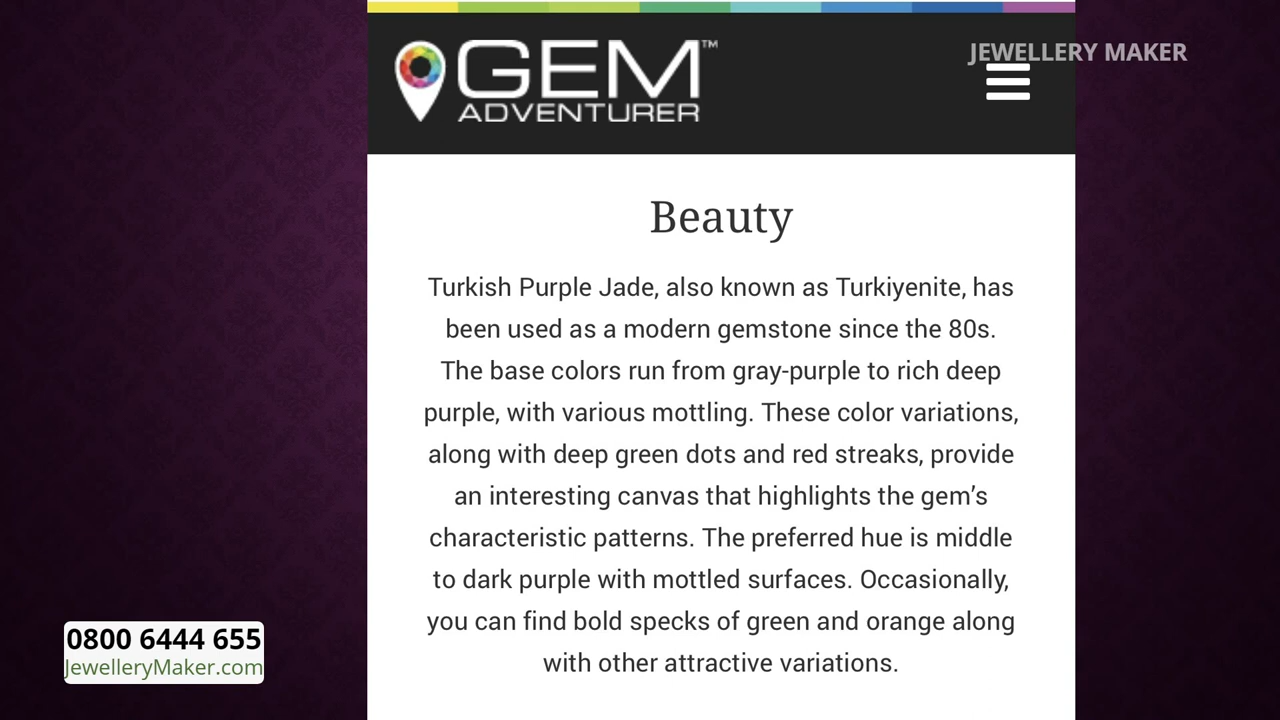 GEM™
ADVENTURER
JEWELLERY MAKER
Beauty
Turkish Purple Jade, also known as Turkiyenite, has
been used as a modern gemstone since the 80s.
The base colors run from gray-purple to rich deep
purple, with various mottling. These color variations,
along with deep green dots and red streaks, provide
an interesting canvas that highlights the gem’s
characteristic patterns. The preferred hue is middle
to dark purple with mottled surfaces. Occasionally,
you can find bold specks of green and orange along
with other attractive variations.
0800 6444 655
JewelleryMaker.com